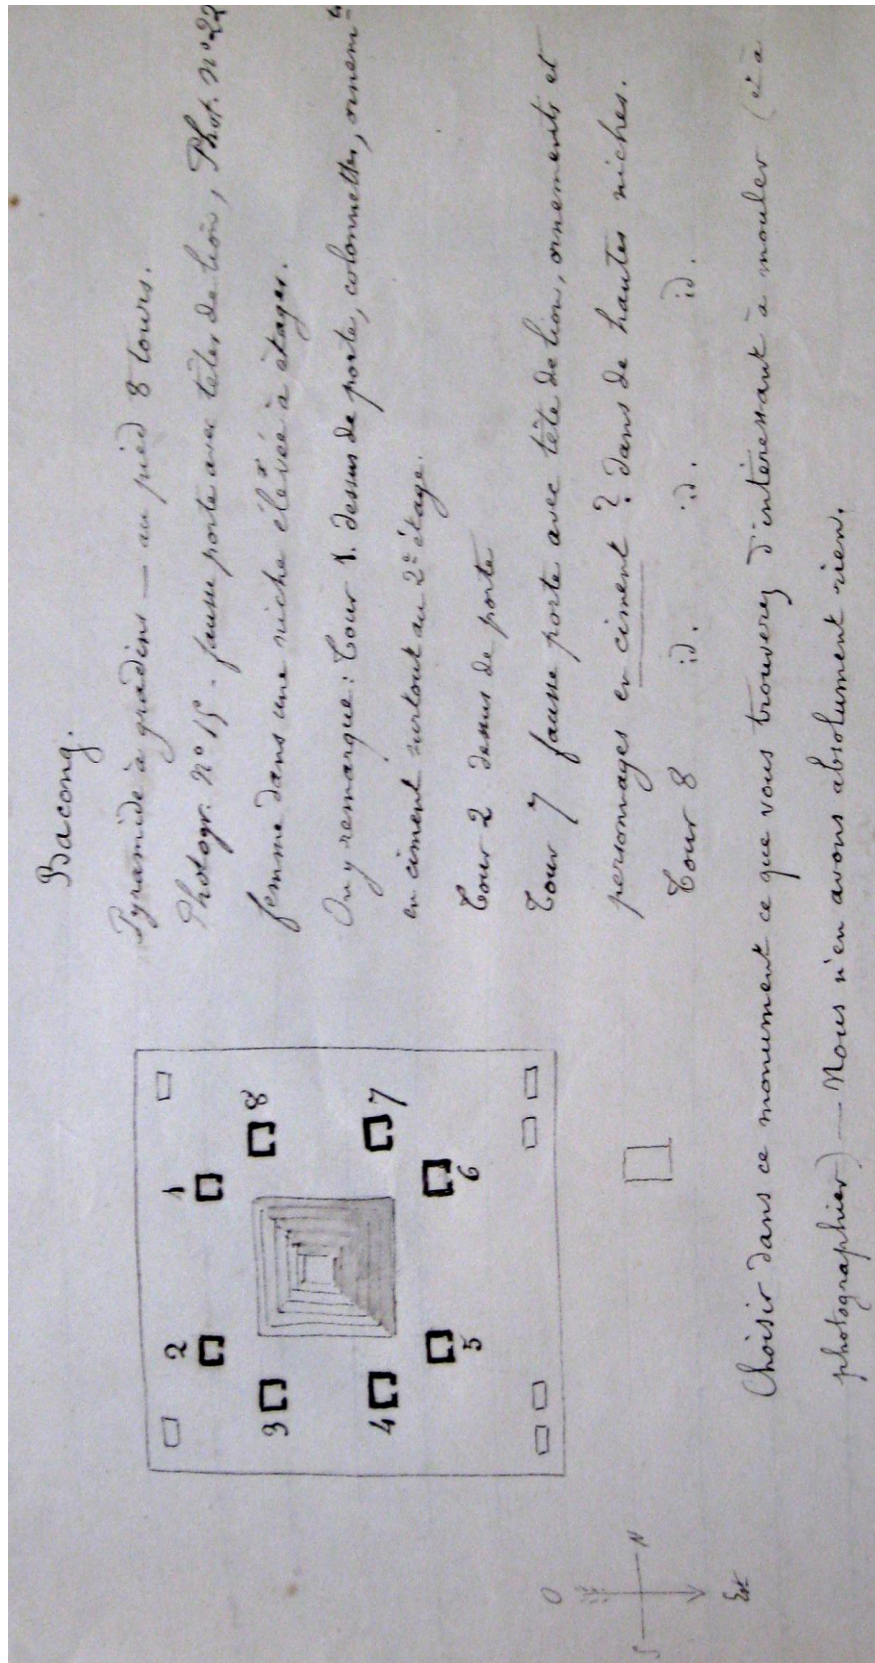 Bacong.
Pyramide à gradins — au pied 8 tours.
Photogr. n° 15 - fausse porte avec têtes de lion, Phot. n° 22
femme dans une niche élevée à étages.
On y remarque : Tour 1. dessus de porte, colonnettes, ornemts
en ciment surtout au 2e étage.
Tour 2 dessus de porte
Tour 7 fausse porte avec tête de lion, ornements et
personnages en ciment ? dans de hautes niches.
Tour 8 id. id. id.
Choisir dans ce monument ce que vous trouverez d'intéressant à mouler (et à
photographier) — Nous n'en avons absolument rien.
1
2
3
4
5
6
7
8
O
S N
Est